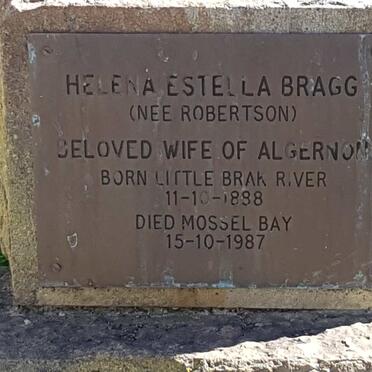 HELENA ESTELLA BRAGG
(NEE ROBERTSON)
BELOVED WIFE OF ALGERNON
BORN LITTLE BRAK RIVER
11-10-1888
DIED MOSSEL BAY
15-10-1987